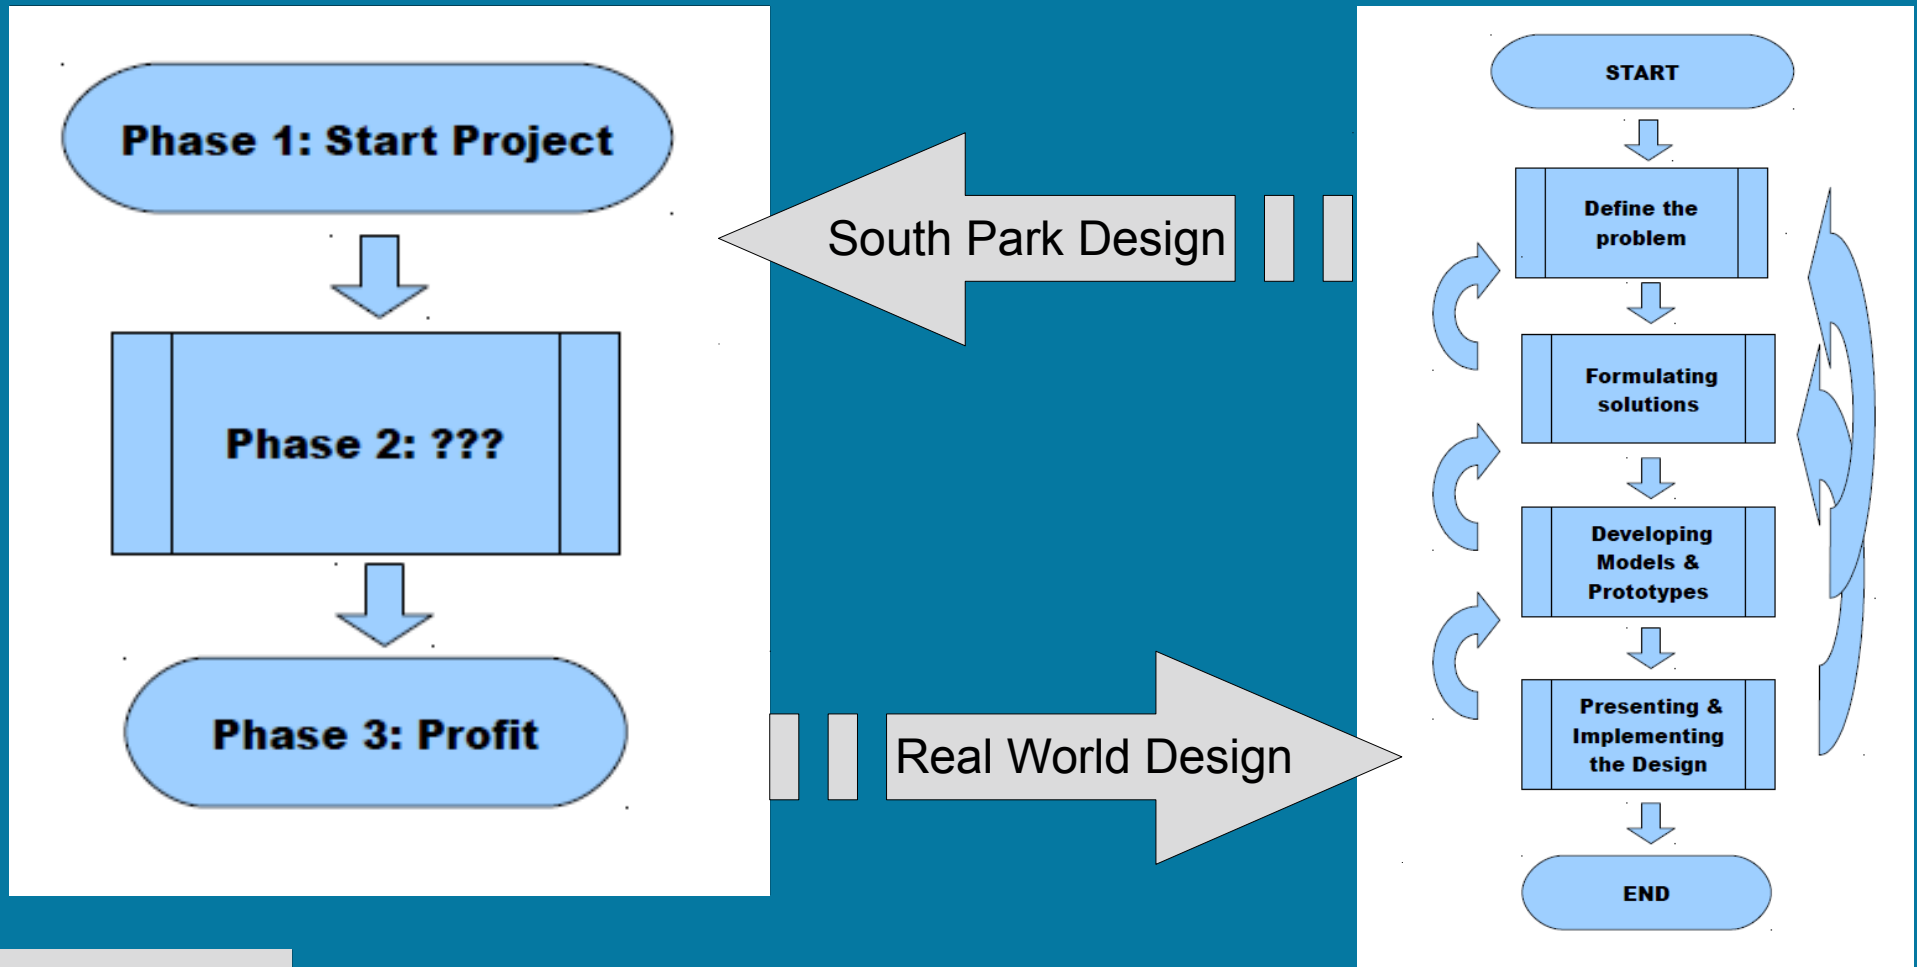 Phase 1: Start Project
Phase 2: ???
Phase 3: Profit
South Park Design
Real World Design
START
Define the
problem
Formulating
solutions
Developing
Models &
Prototypes
Presenting &
Implementing
the Design
END